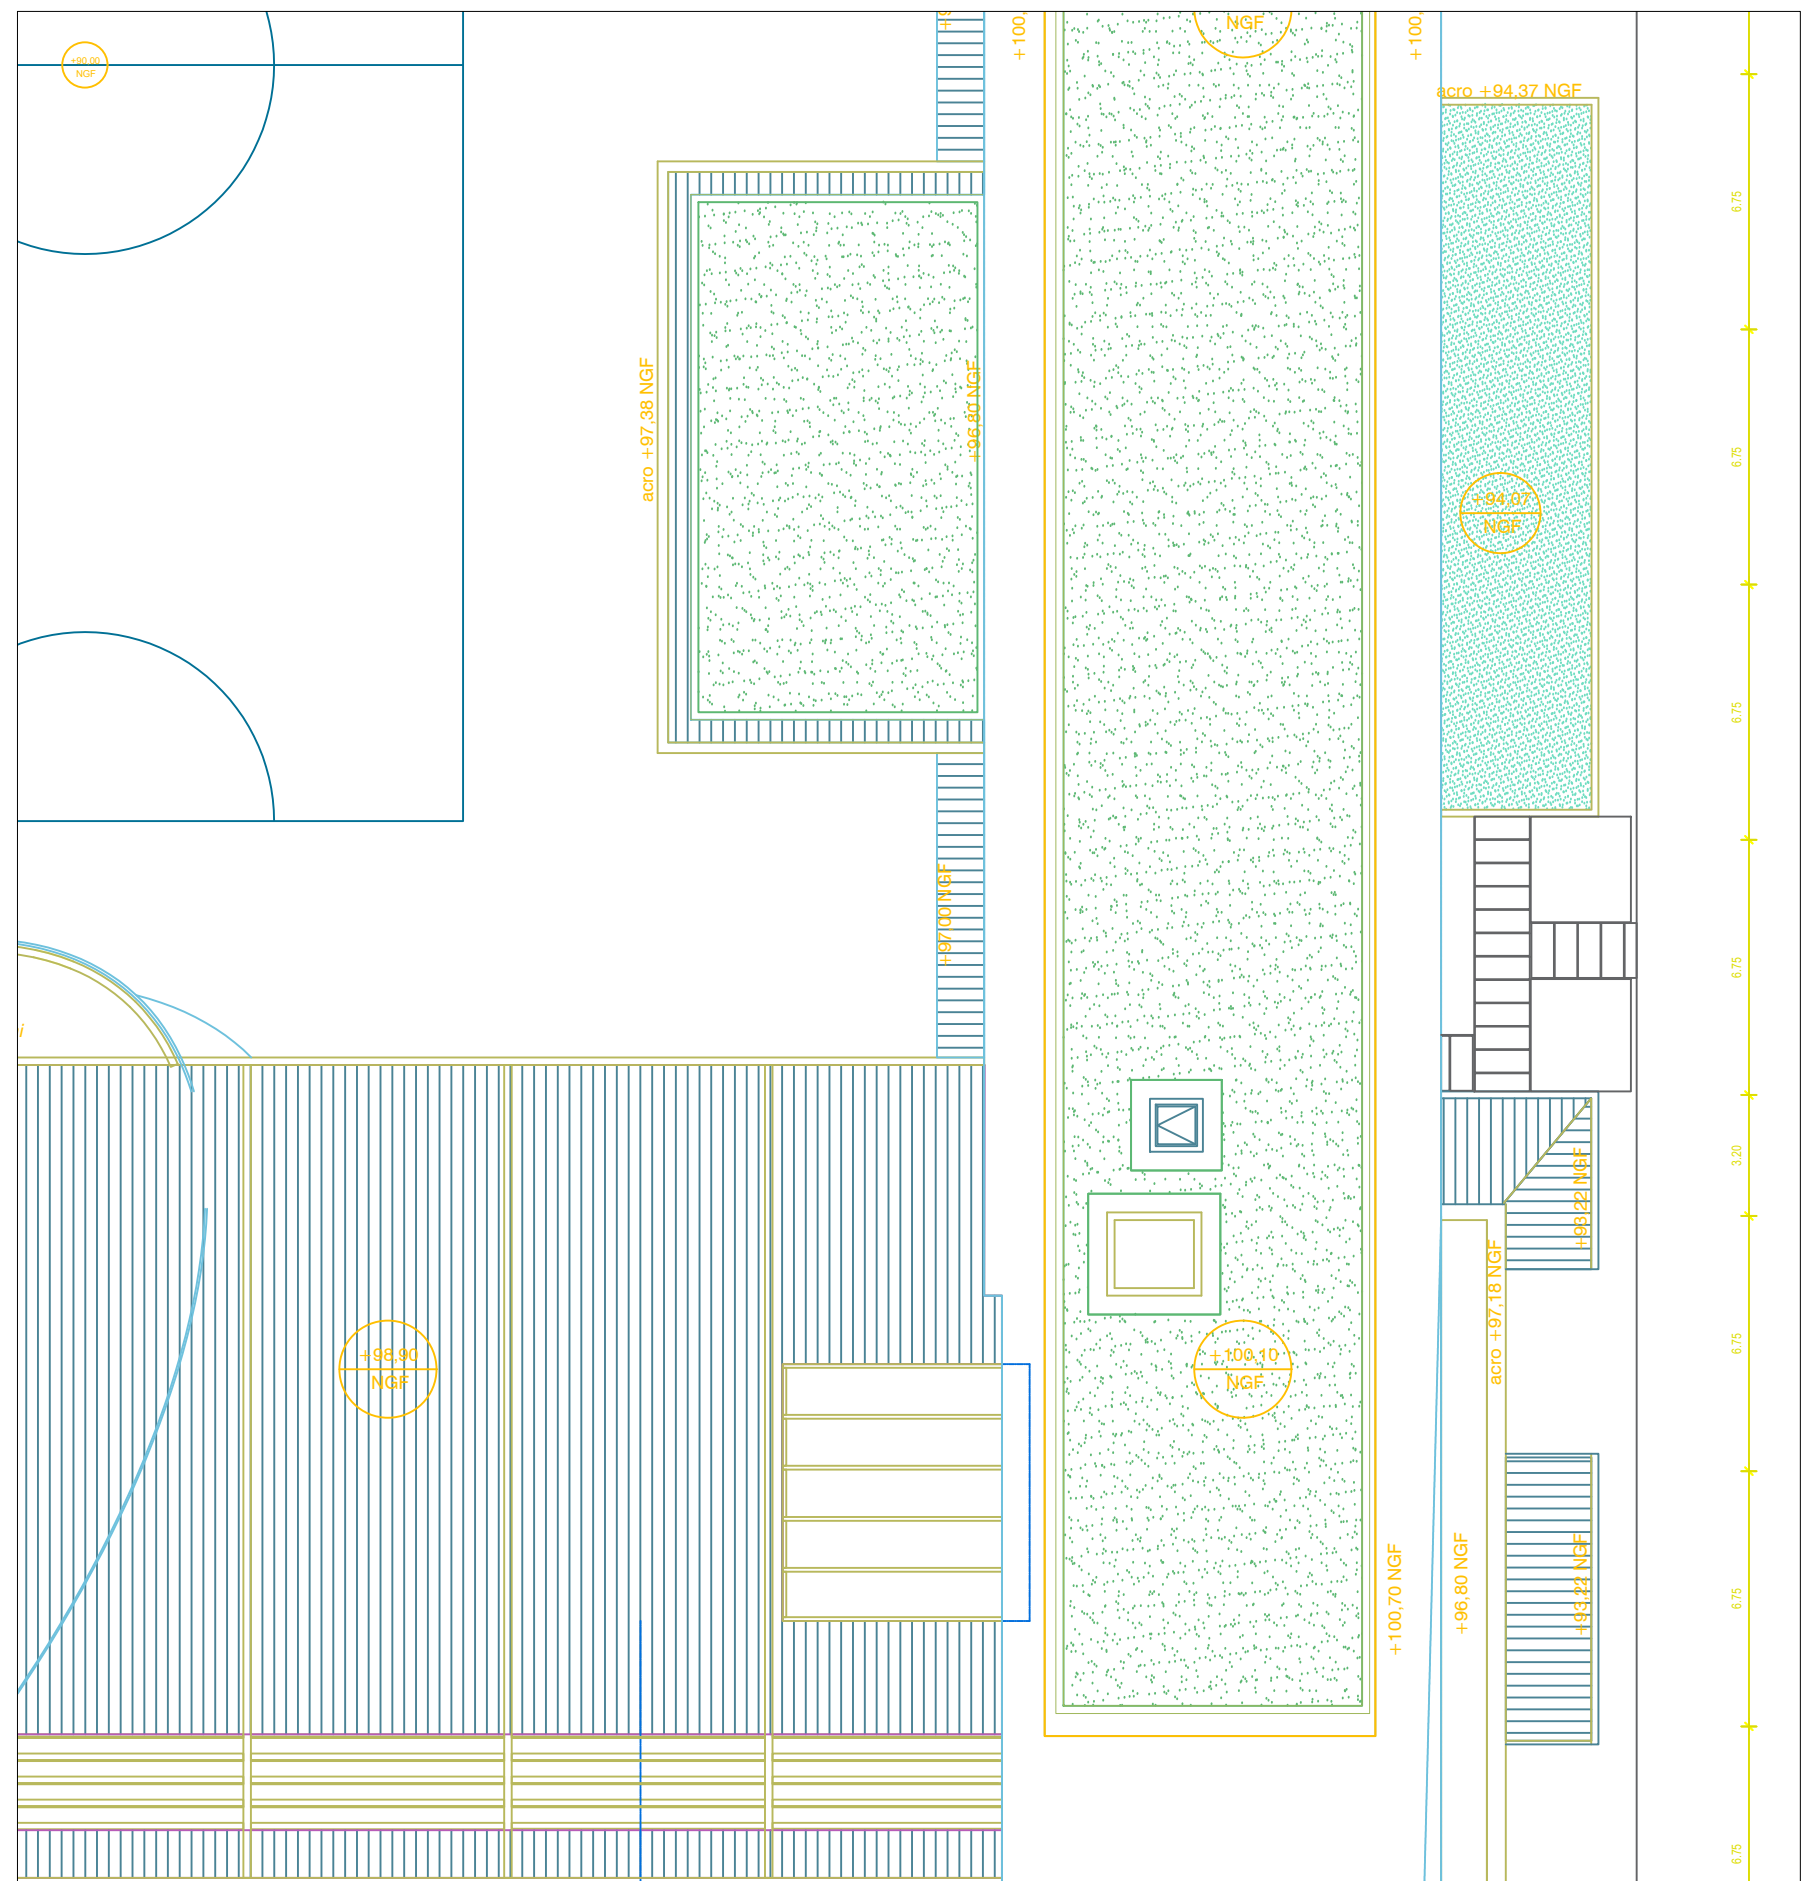 NGF
+100,
+100,
+90.00
NGF
acro +94.37 NGF
6.75
acro +97,38 NGF
+96,80 NGF
6.75
+94,07
NGF
6.75
+97,00 NGF
6.75
i
3.20
+93,22 NGF
acro +97,18 NGF
+98,90
NGF
+100,10
NGF
6.75
+100,70 NGF
+96,80 NGF
+93,22 NGF
6.75
6.75